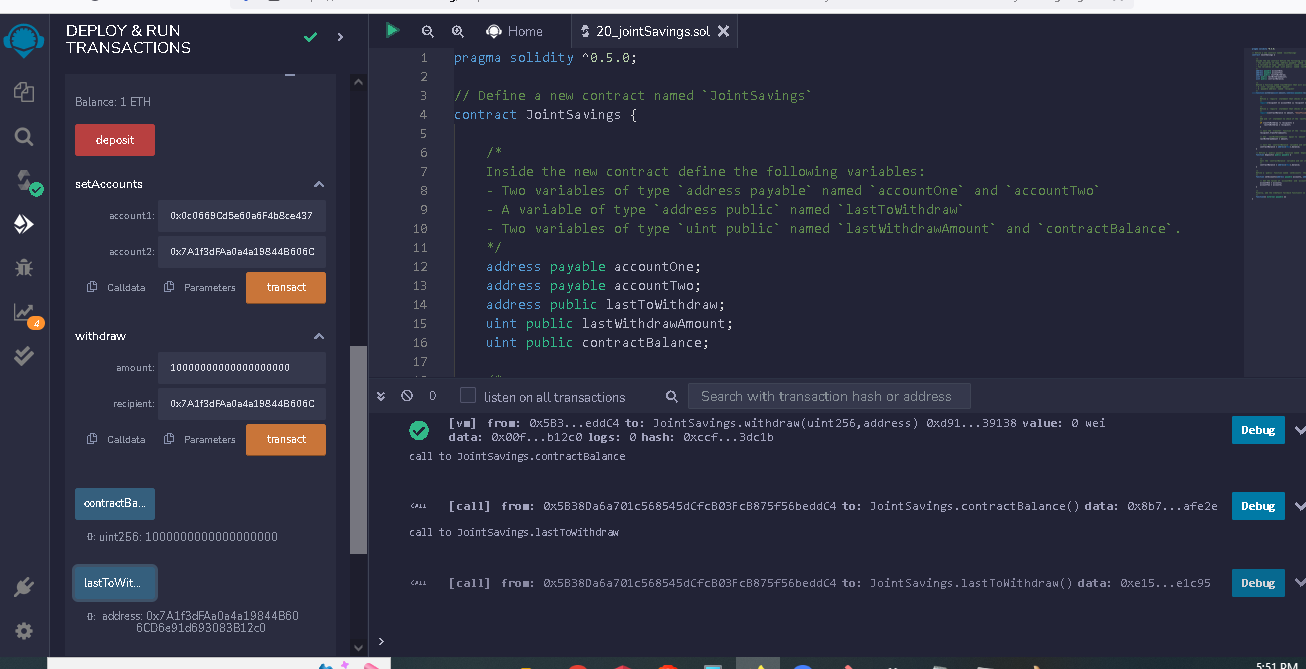 DEPLOY & RUN
TRANSACTIONS
Balance: 1 ETH
deposit
setAccounts
account1: 0x0c0669Cd5e60a6F4b8ce437
account2: 0x7A1f3dFAa0a4a19844B606C
Calldata Parameters transact
withdraw
amount: 10000000000000000000
recipient: 0x7A1f3dFAa0a4a19844B606C
Calldata Parameters transact
contractBa...
0: uint256: 1000000000000000000
lastToWit...
0: address: 0x7A1f3dFAa0a4a19844B60
6CD6e91d693083B12c0
4
Home
20_jointSavings.sol
1 pragma solidity ^0.5.0;
2
3 // Define a new contract named `JointSavings`
4 contract JointSavings {
5
6 /*
7 Inside the new contract define the following variables:
8 - Two variables of type `address payable` named `accountOne` and `accountTwo`
9 - A variable of type `address public` named `lastToWithdraw`
10 - Two variables of type `uint public` named `lastWithdrawAmount` and `contractBalance`.
11 */
12 address payable accountOne;
13 address payable accountTwo;
14 address public lastToWithdraw;
15 uint public lastWithdrawAmount;
16 uint public contractBalance;
17
0 listen on all transactions Search with transaction hash or address
[vm] from: 0x5B3...eddC4 to: JointSavings.withdraw(uint256,address) 0xd91...39138 value: 0 wei
data: 0x00f...b12c0 logs: 0 hash: 0xccf...3dc1b
Debug
call to JointSavings.contractBalance
CALL [call] from: 0x5B38Da6a701c568545dCfcB03FcB875f56beddC4 to: JointSavings.contractBalance() data: 0x8b7...afe2e
Debug
call to JointSavings.lastToWithdraw
CALL [call] from: 0x5B38Da6a701c568545dCfcB03FcB875f56beddC4 to: JointSavings.lastToWithdraw() data: 0xe15...e1c95
Debug
>
5:51 PM